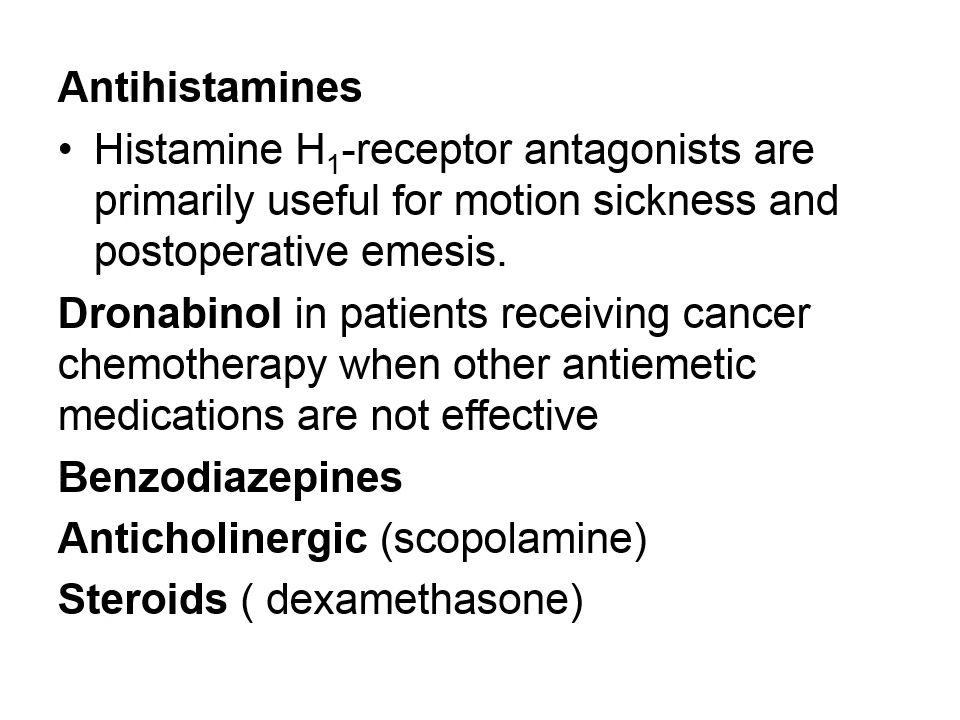 Antihistamines
• Histamine H₁-receptor antagonists are
primarily useful for motion sickness and
postoperative emesis.
Dronabinol in patients receiving cancer
chemotherapy when other antiemetic
medications are not effective
Benzodiazepines
Anticholinergic (scopolamine)
Steroids ( dexamethasone)